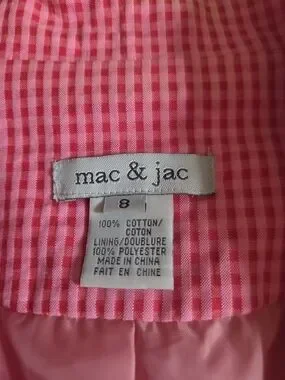 mac & jac
8
100% COTTON/
COTON
LINING/DOUBLURE
100% POLYESTER
MADE IN CHINA
FAIT EN CHINE